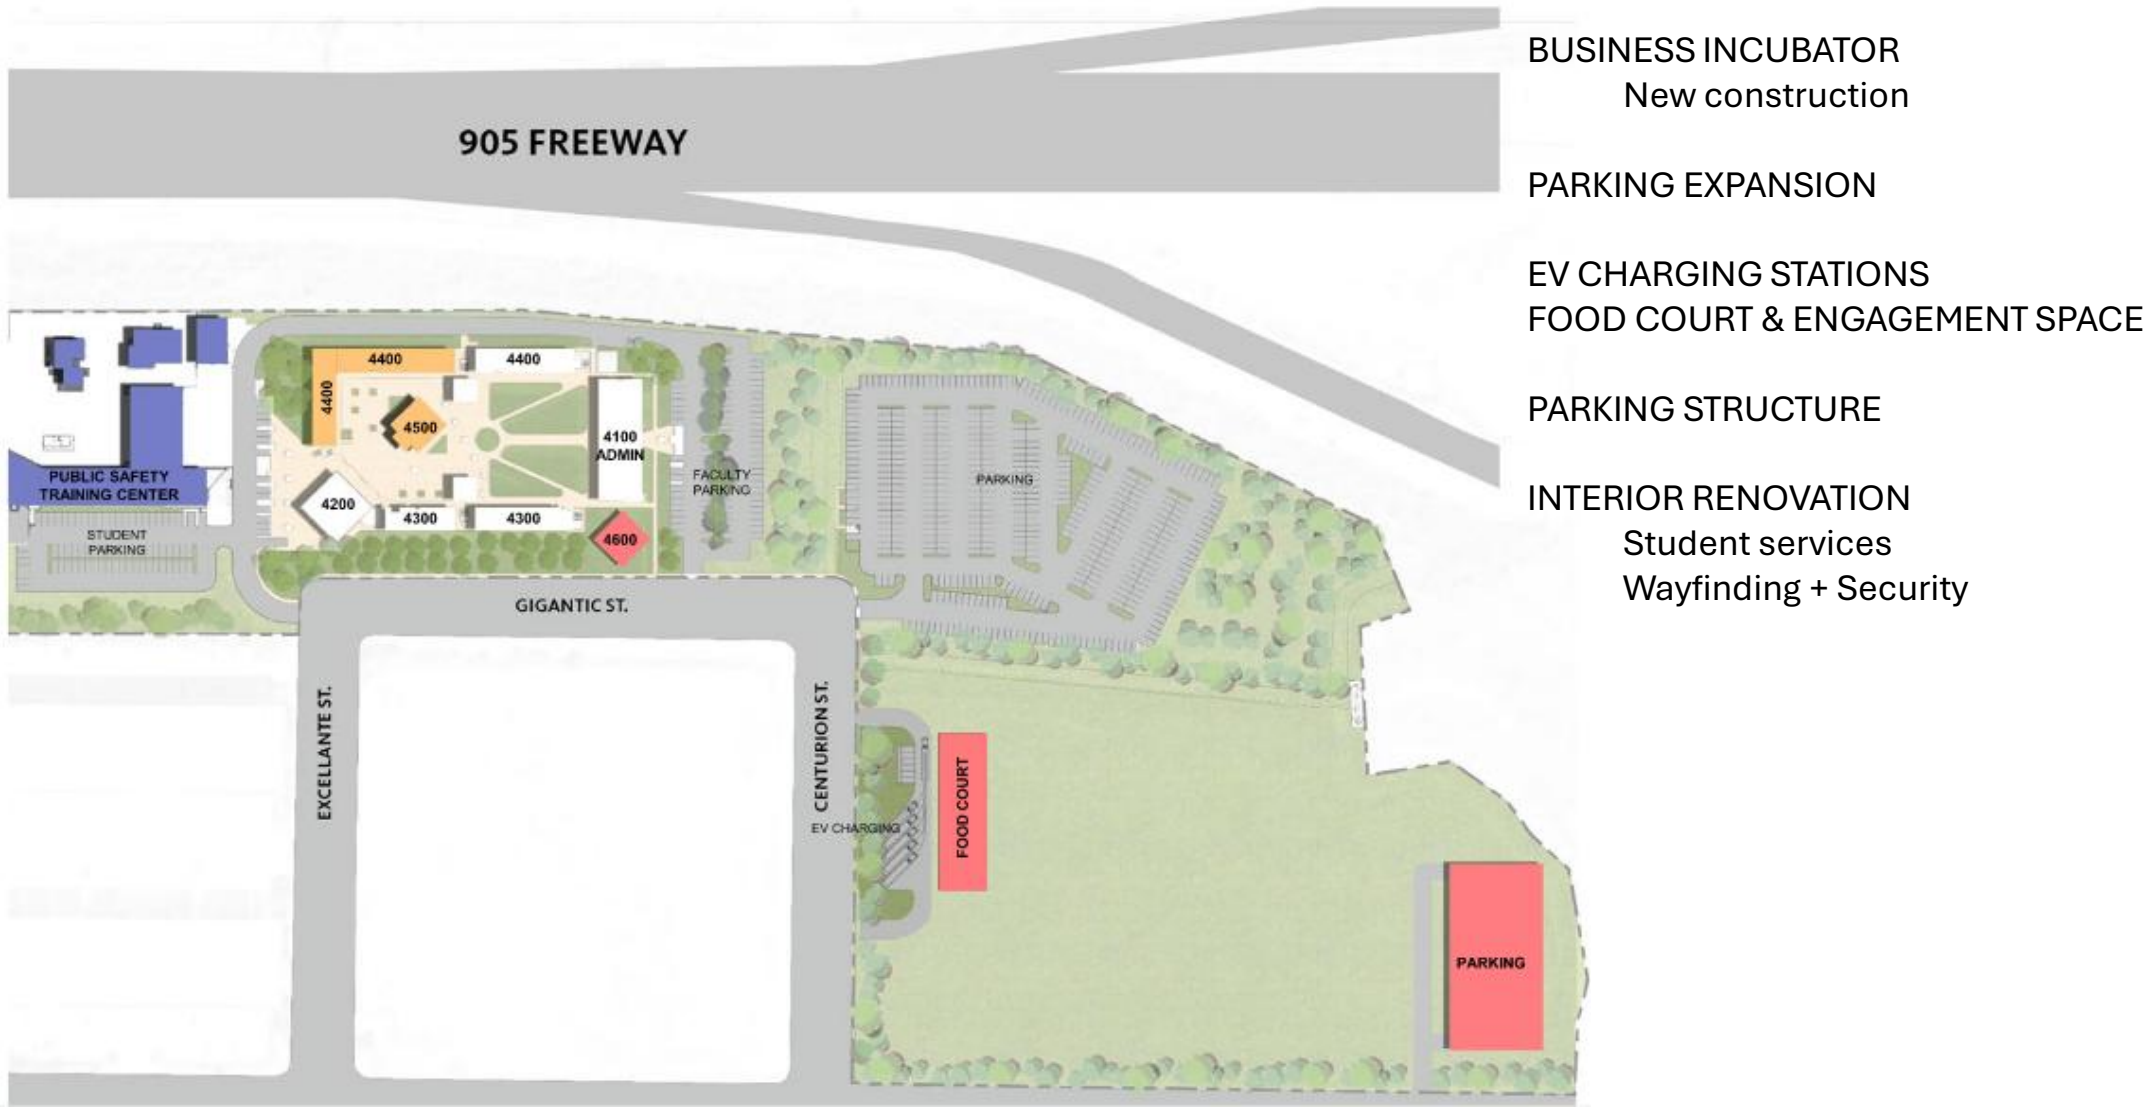 BUSINESS INCUBATOR
New construction
PARKING EXPANSION
EV CHARGING STATIONS
FOOD COURT & ENGAGEMENT SPACE
PARKING STRUCTURE
INTERIOR RENOVATION
Student services
Wayfinding + Security
905 FREEWAY
4400
4400
4400
4500
4100
ADMIN
PUBLIC SAFETY
TRAINING CENTER
FACULTY
PARKING
PARKING
4200
4300
4300
4600
STUDENT
PARKING
GIGANTIC ST.
EXCELLANTE ST.
CENTURION ST.
EV CHARGING
FOOD COURT
PARKING